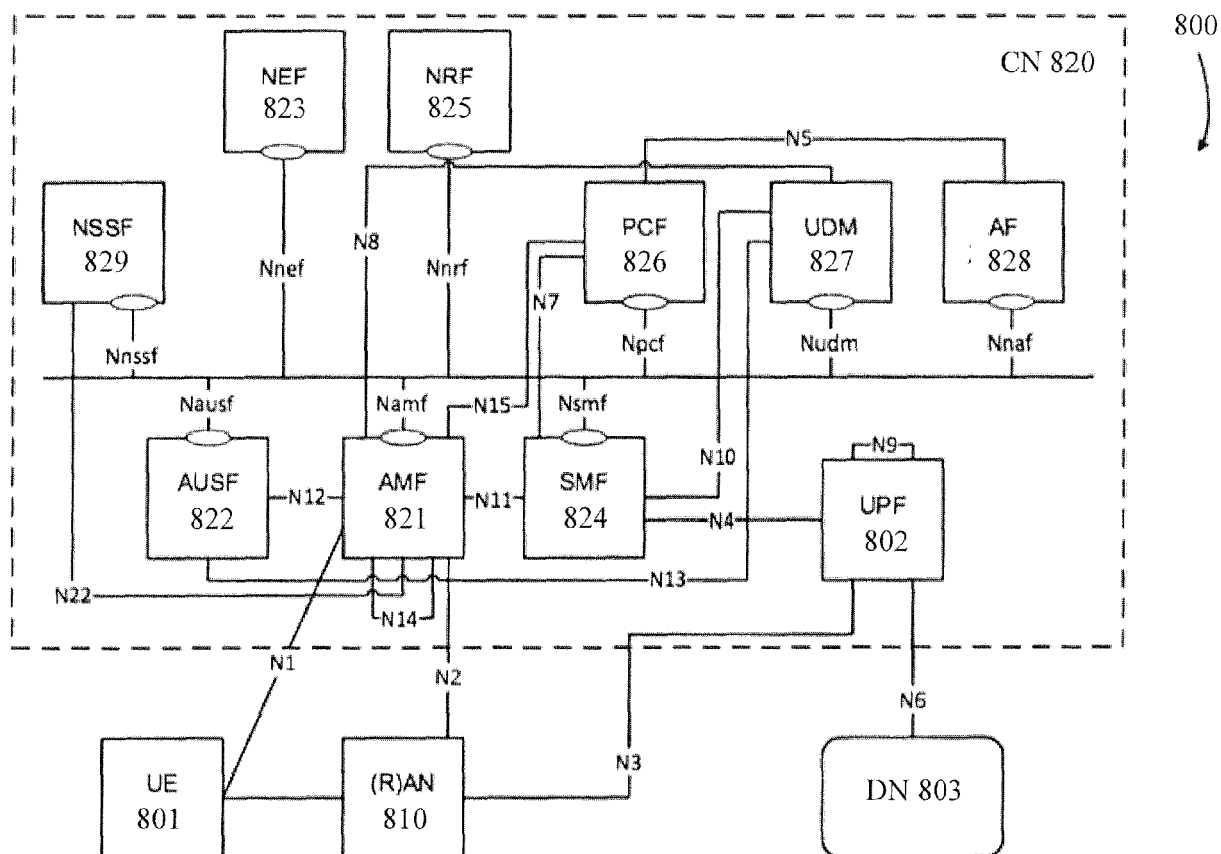 800
CN 820
NEF
823
NRF
825
N5
NSSF
829
N8
PCF
826
UDM
827
AF
828
Nnef
Nnrf
N7
Nnssf
Npcf
Nudm
Nnaf
Nausf
Namf
N15
Nsmf
N10
N9
AUSF
822
N12
AMF
821
N11
SMF
824
N4
UPF
802
N13
N22
N14
N1
N2
N6
N3
UE
801
(R)AN
810
DN 803